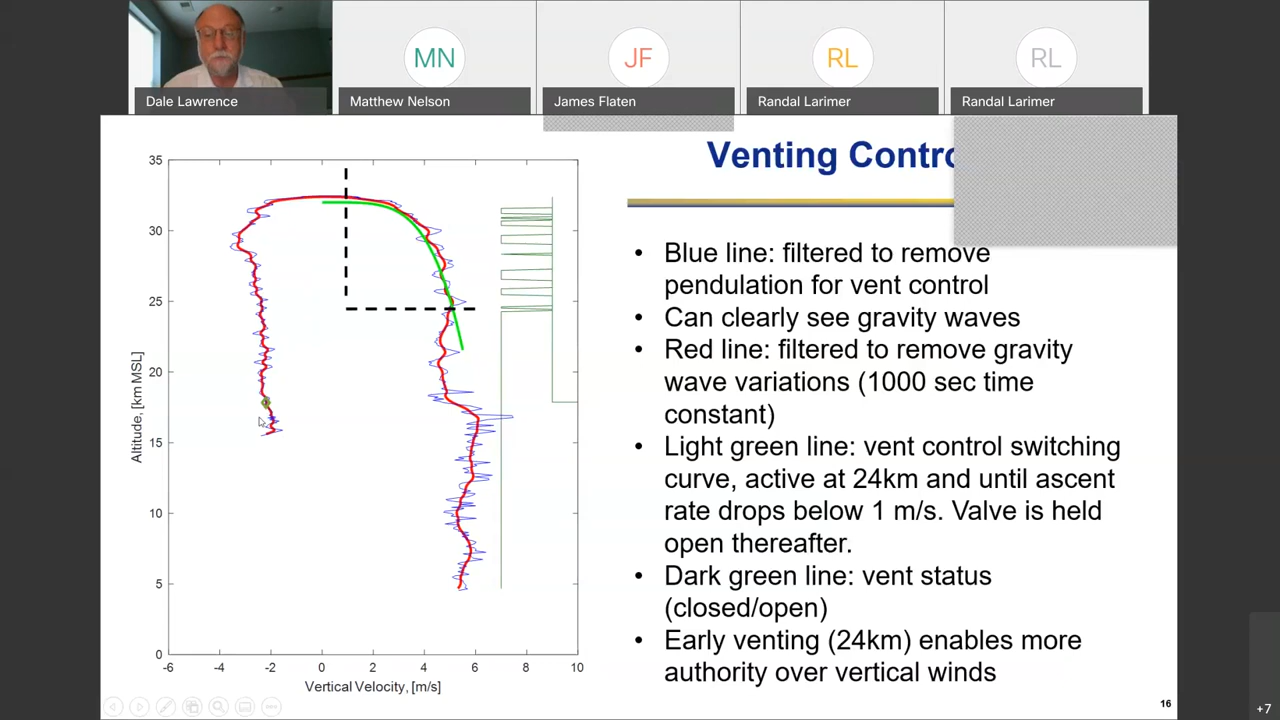 MN
JF
RL
RL
Dale Lawrence
Matthew Nelson
James Flaten
Randal Larimer
Randal Larimer
Venting
35
30
25
20
15
10
5
0
Altitude, [km MSL]
-6 -4 -2 0 2 4 6 8 10
Vertical Velocity, [m/s]
• Blue line: filtered to remove
pendulation for vent control
• Can clearly see gravity waves
• Red line: filtered to remove gravity
wave variations (1000 sec time
constant)
• Light green line: vent control switching
curve, active at 24km and until ascent
rate drops below 1 m/s. Valve is held
open thereafter.
• Dark green line: vent status
(closed/open)
• Early venting (24km) enables more
authority over vertical winds
16
+7